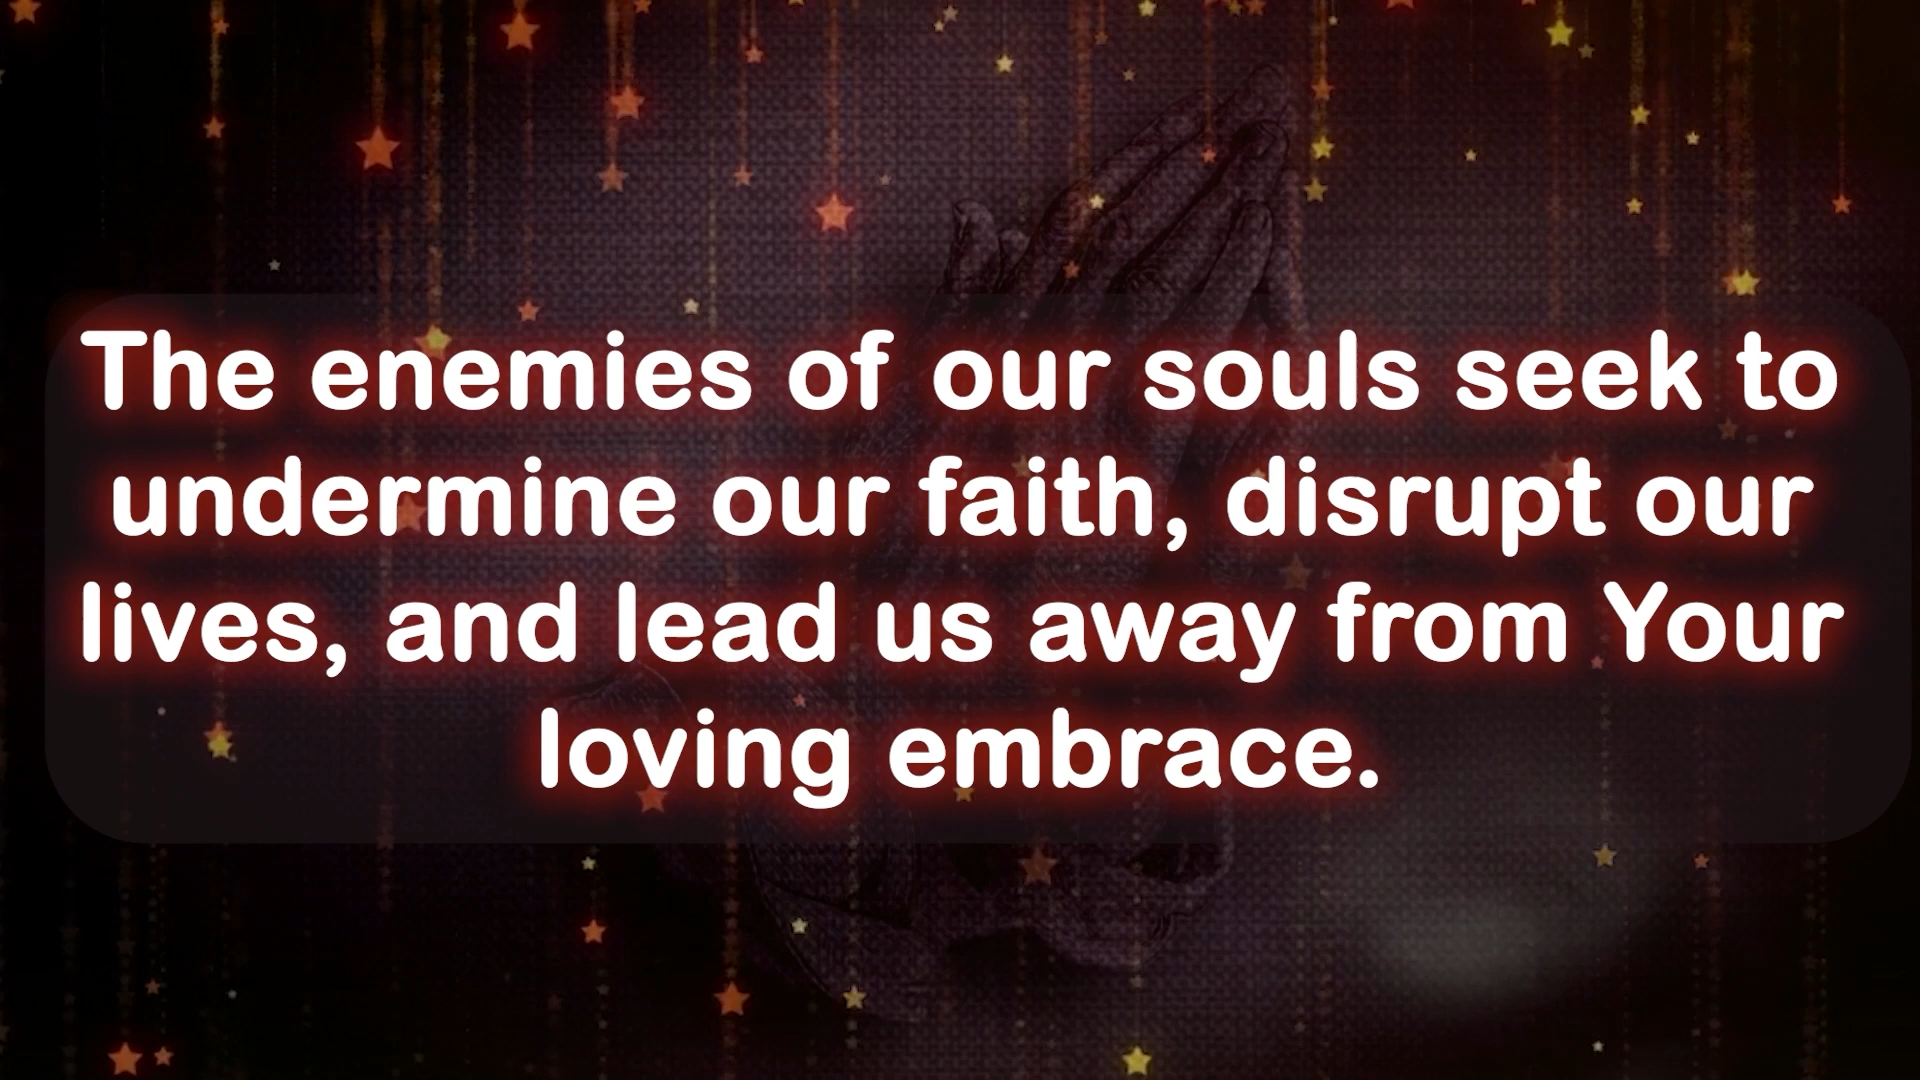 The enemies of our souls seek to
undermine our faith, disrupt our
lives, and lead us away from Your
loving embrace.